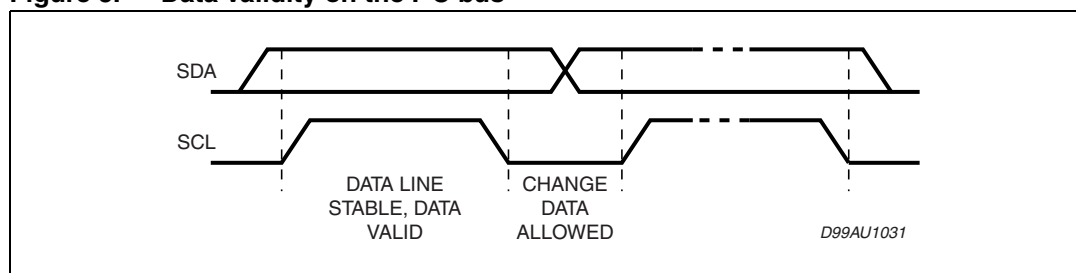 SDA
SCL
DATA LINE
STABLE, DATA
VALID
CHANGE
DATA
ALLOWED
D99AU1031